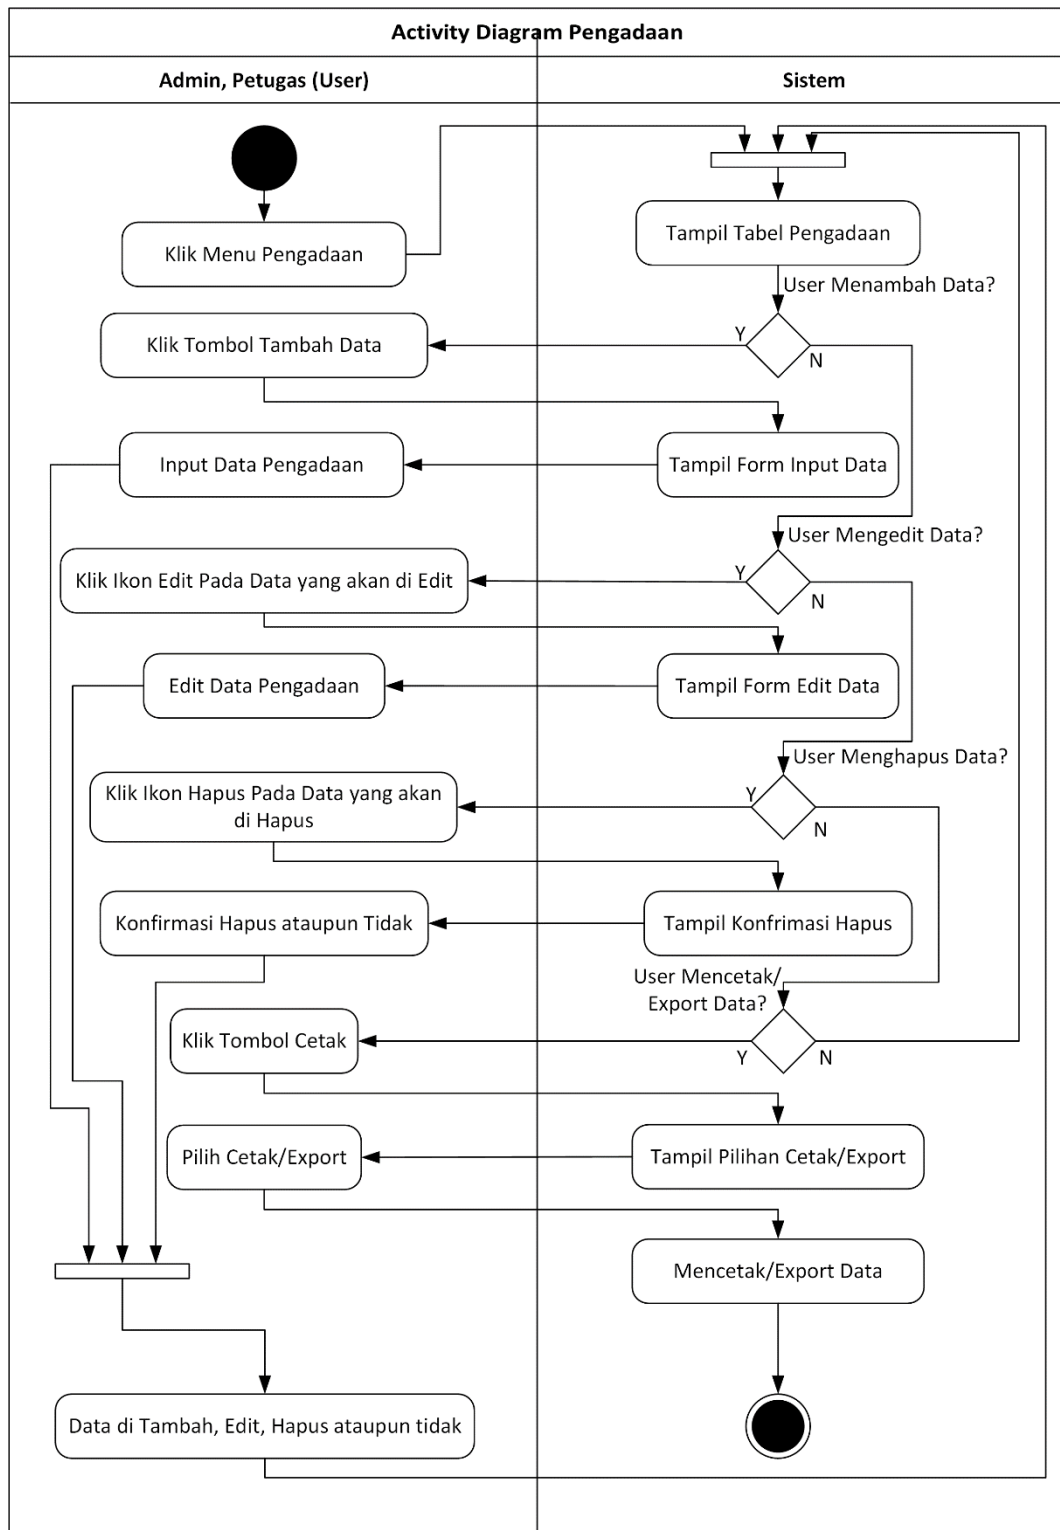 Activity Diagram Pengadaan
Admin, Petugas (User)
Sistem
Klik Menu Pengadaan
Tampil Tabel Pengadaan
User Menambah Data?
Klik Tombol Tambah Data
Y
N
Input Data Pengadaan
Tampil Form Input Data
User Mengedit Data?
Klik Ikon Edit Pada Data yang akan di Edit
Y
N
Edit Data Pengadaan
Tampil Form Edit Data
User Menghapus Data?
Klik Ikon Hapus Pada Data yang akan
di Hapus
Y
N
Konfirmasi Hapus ataupun Tidak
Tampil Konfrimasi Hapus
User Mencetak/
Export Data?
Klik Tombol Cetak
Y
N
Pilih Cetak/Export
Tampil Pilihan Cetak/Export
Mencetak/Export Data
Data di Tambah, Edit, Hapus ataupun tidak